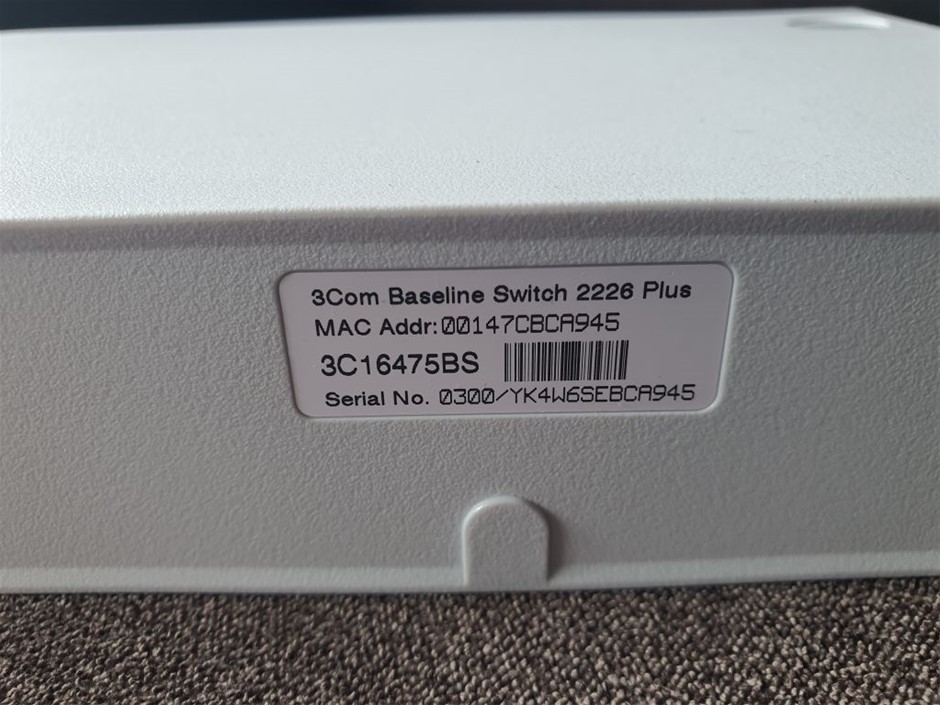 3Com Baseline Switch 2226 Plus
MAC Addr:00147CBCA945
3C16475BS
Serial No. 0300/YK4W6SEBCA945